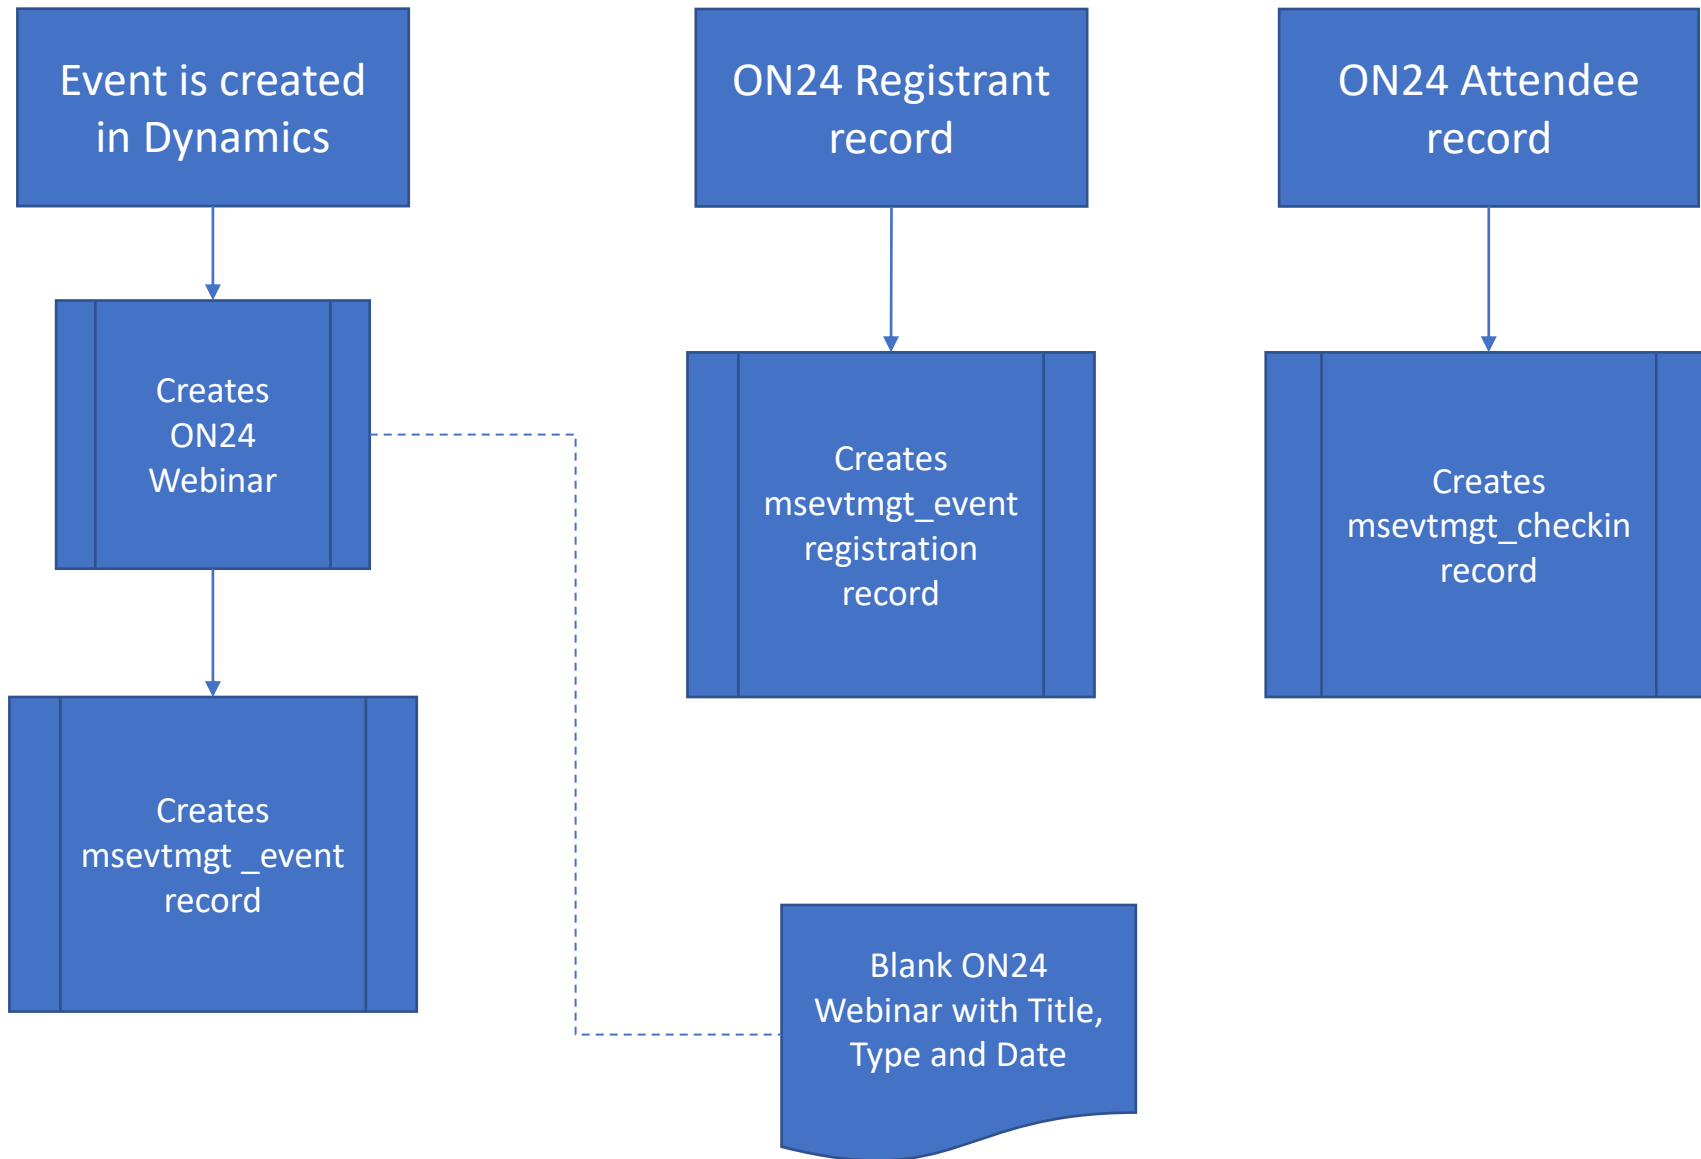 Event is created
in Dynamics
ON24 Registrant
record
ON24 Attendee
record
Creates
ON24
Webinar
Creates
msevtmgt_event
registration
record
Creates
msevtmgt_checkin
record
Creates
msevtmgt _event
record
Blank ON24
Webinar with Title,
Type and Date